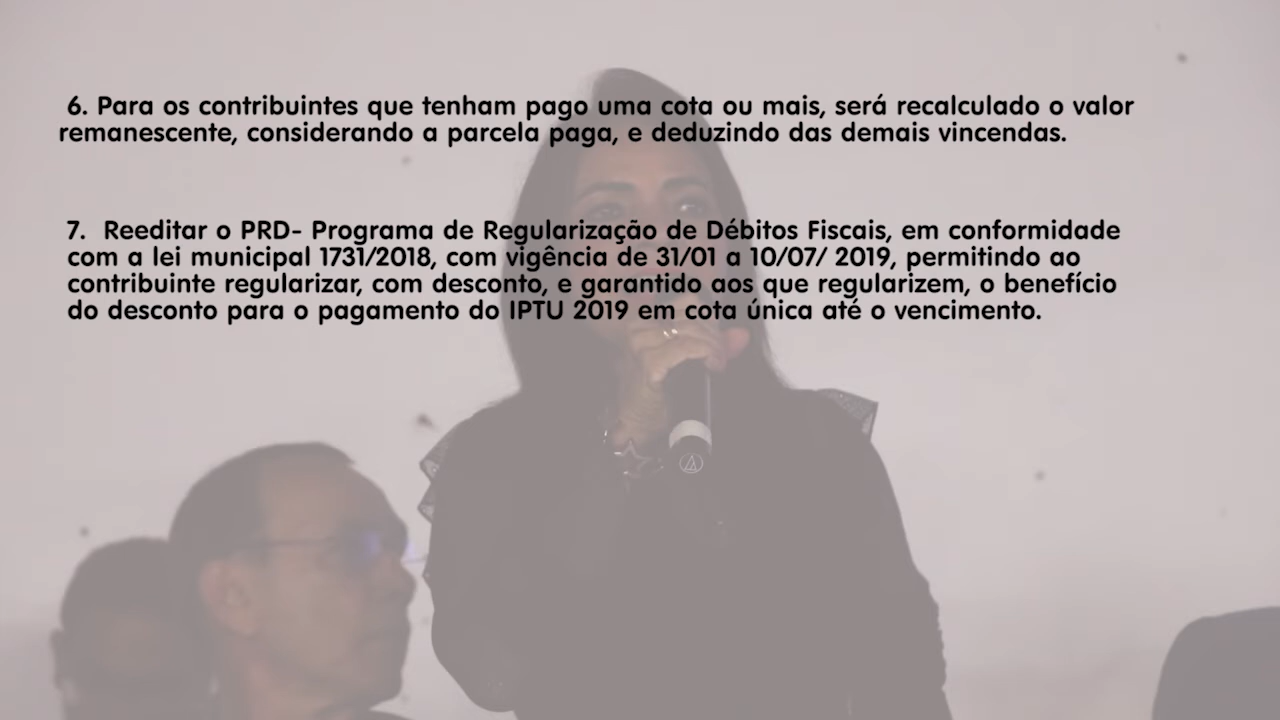 6. Para os contribuintes que tenham pago uma cota ou mais, será recalculado o valor
remanescente, considerando a parcela paga, e deduzindo das demais vincendas.
7. Reeditar o PRD- Programa de Regularização de Débitos Fiscais, em conformidade
com a lei municipal 1731/2018, com vigência de 31/01 a 10/07/ 2019, permitindo ao
contribuinte regularizar, com desconto, e garantido aos que regularizem, o benefício
do desconto para o pagamento do IPTU 2019 em cota única até o vencimento.